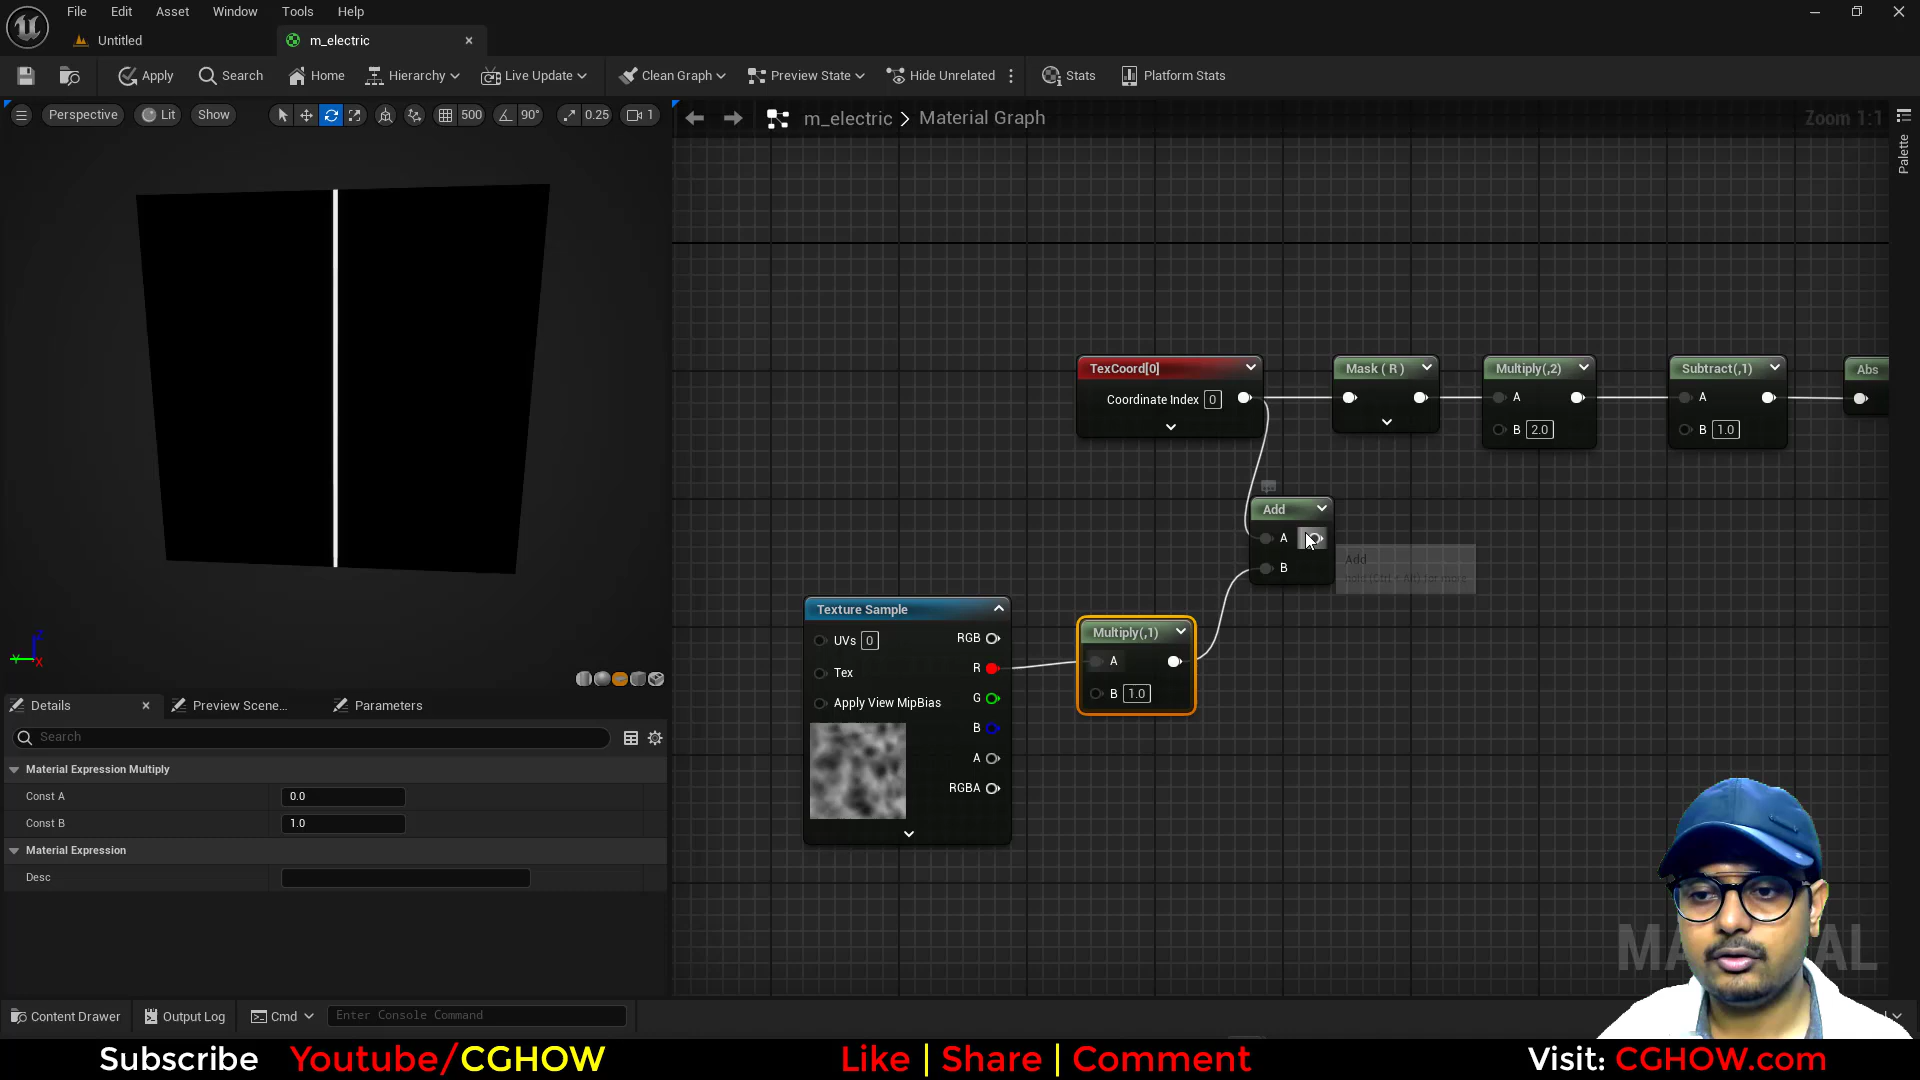 File Edit Asset Window Tools Help
Untitled
m_electric
Apply Search Home Hierarchy Live Update Clean Graph Preview State Hide Unrelated Stats Platform Stats
Perspective Lit Show 500 90° 0.25 1
m_electric > Material Graph
Zoom 1:1
Palette
TexCoord[0]
Coordinate Index 0
Mask ( R )
Multiply(,2)
A
B 2.0
Subtract(,1)
A
B 1.0
Abs
Add
A
B
Add
Texture Sample
UVs 0
Tex
Apply View MipBias
RGB
R
G
B
A
RGBA
Multiply(,1)
A
B 1.0
Z
Y
X
Details Preview Scene... Parameters
Search
Material Expression Multiply
Const A 0.0
Const B 1.0
Material Expression
Desc
Content Drawer Output Log Cmd Enter Console Command
Subscribe Youtube/CGHOW Like | Share | Comment Visit: CGHOW.com